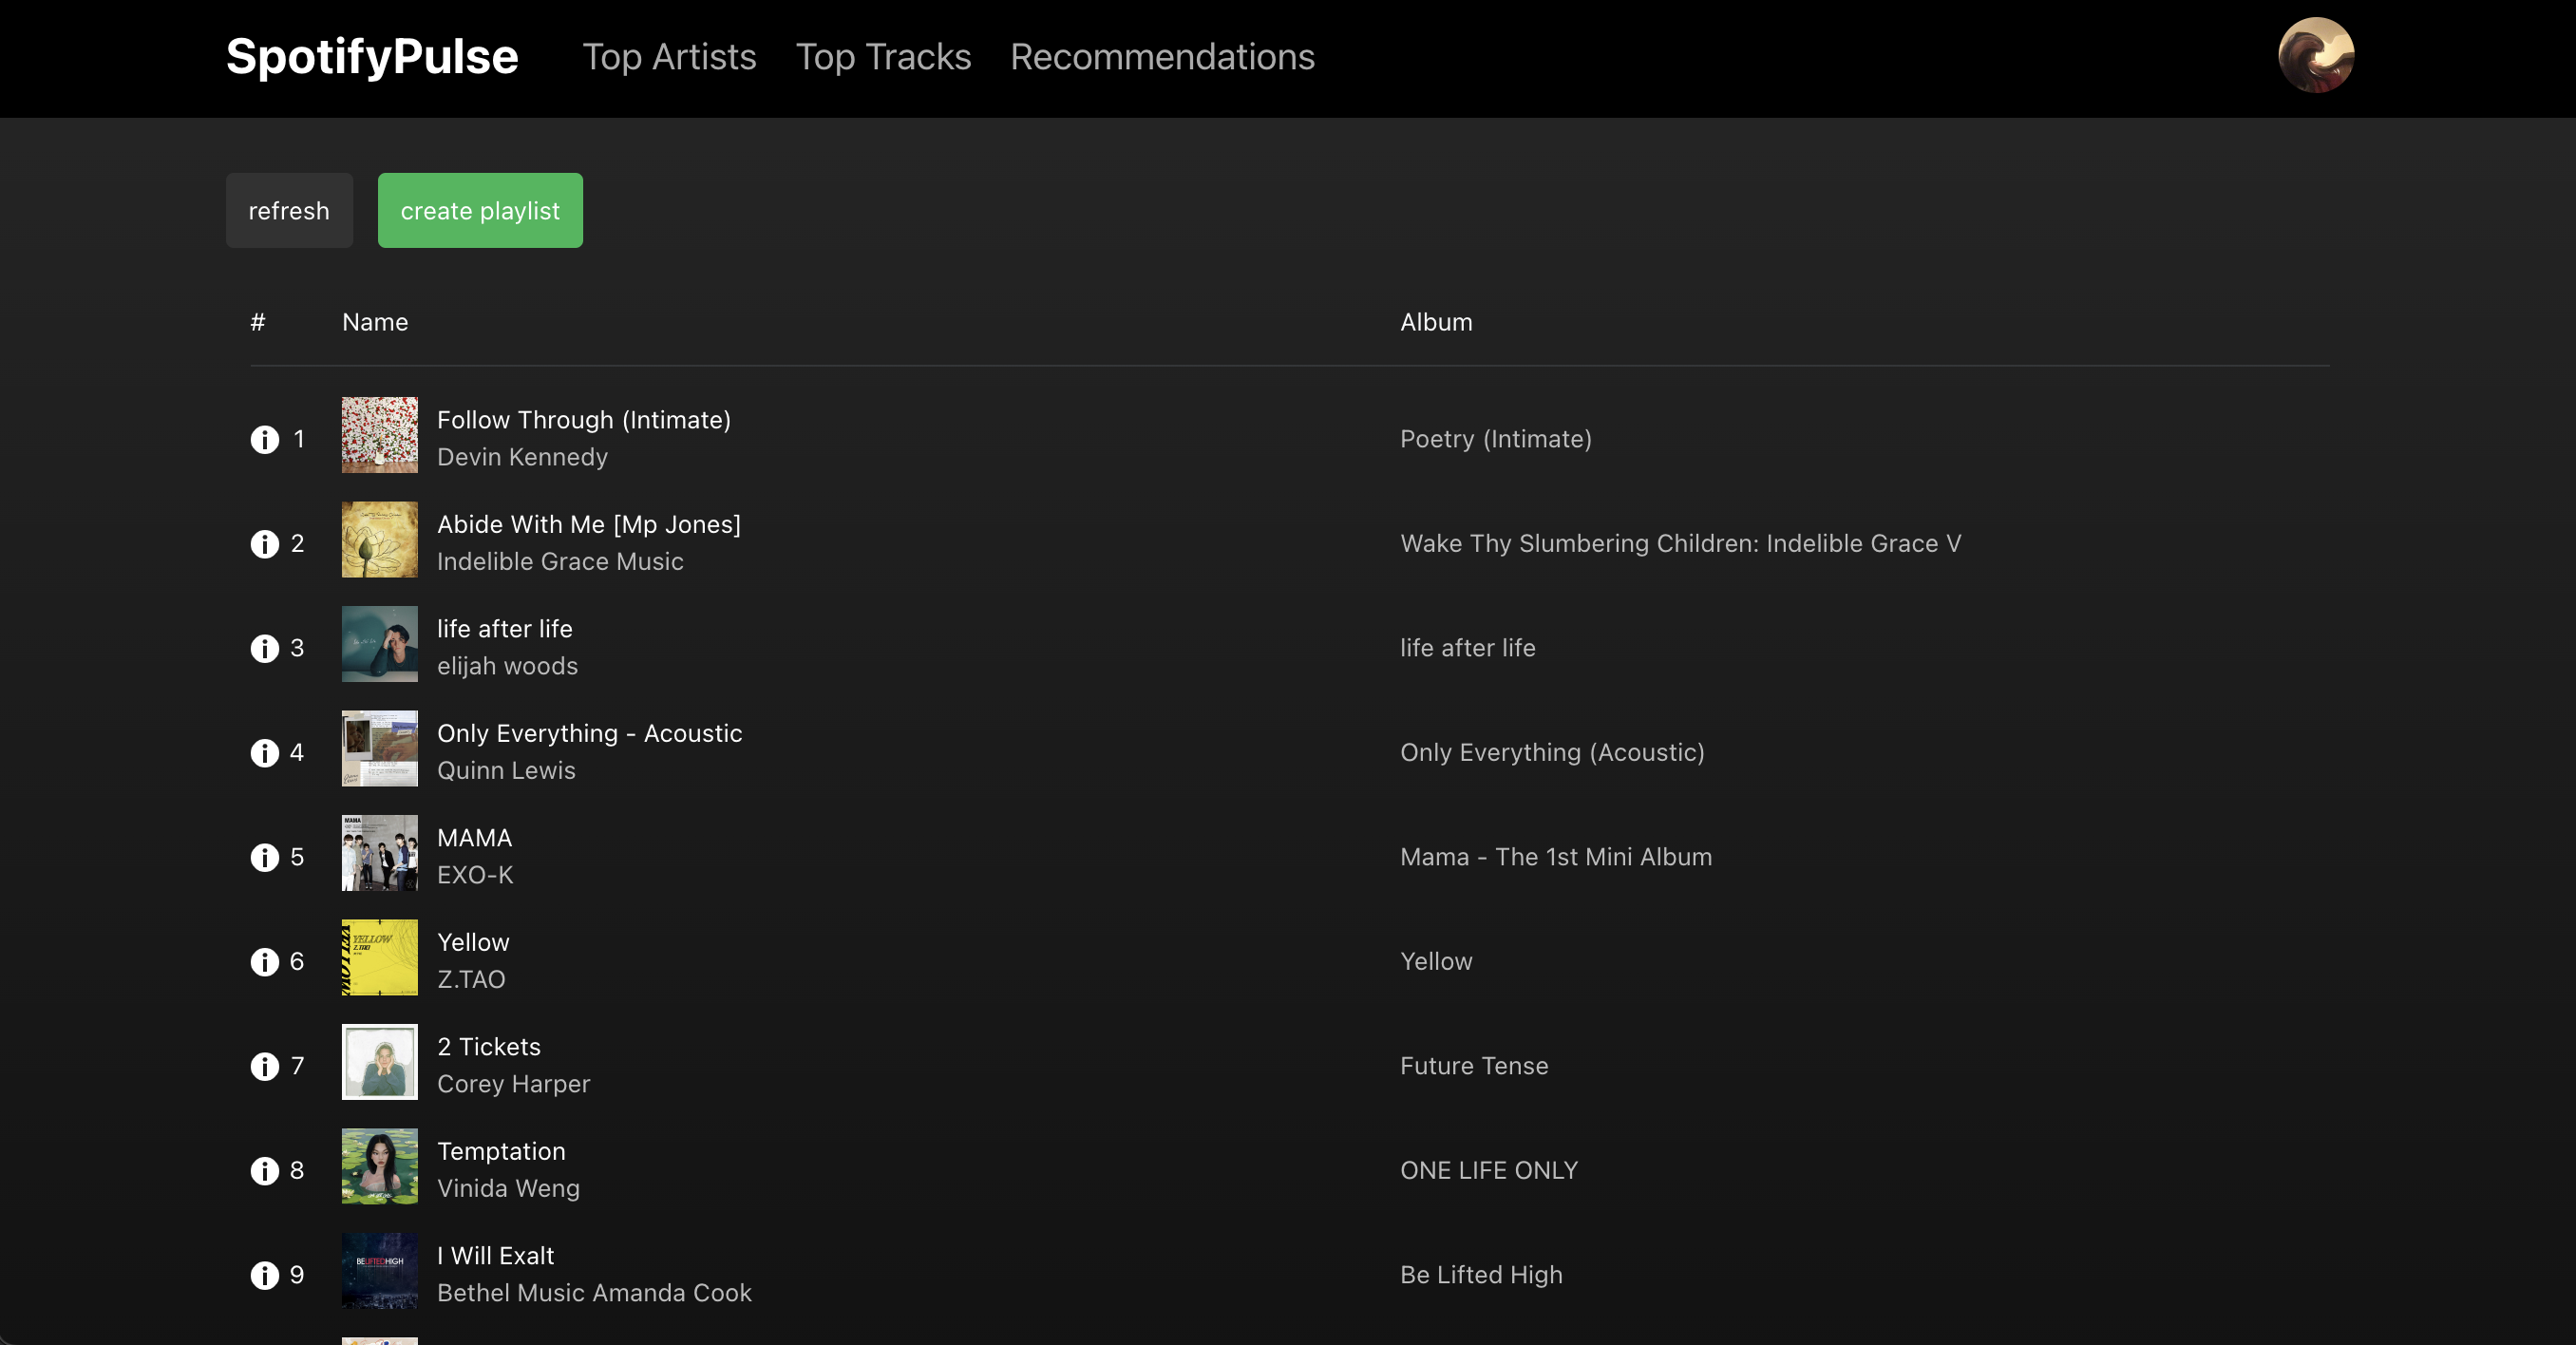 SpotifyPulse Top Artists Top Tracks Recommendations
refresh create playlist
# Name Album
1 Follow Through (Intimate) Poetry (Intimate)
Devin Kennedy
2 Abide With Me [Mp Jones] Wake Thy Slumbering Children: Indelible Grace V
Indelible Grace Music
3 life after life life after life
elijah woods
4 Only Everything - Acoustic Only Everything (Acoustic)
Quinn Lewis
5 MAMA Mama - The 1st Mini Album
EXO-K
MAMA
6 Yellow Yellow
Z.TAO
YELLOW
Z.TAO
7 2 Tickets Future Tense
Corey Harper
8 Temptation ONE LIFE ONLY
Vinida Weng
9 I Will Exalt Be Lifted High
Bethel Music Amanda Cook
BELIFTEDHIGH